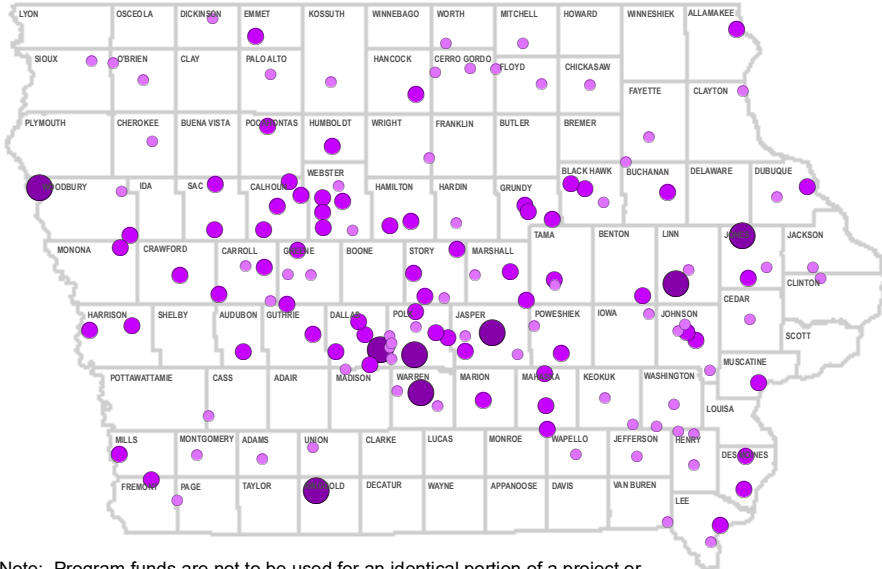 LYON OSCEOLA DICKINSON EMMET KOSSUTH WINNEBAGO WORTH MITCHELL HOWARD WINNESHIEK ALLAMAKEE
SIOUX O'BRIEN CLAY PALO ALTO HANCOCK CERRO GORDO FLOYD CHICKASAW
FAYETTE CLAYTON
PLYMOUTH CHEROKEE BUENA VISTA POCAHONTAS HUMBOLDT WRIGHT FRANKLIN BUTLER BREMER
WOODBURY IDA SAC CALHOUN WEBSTER HAMILTON HARDIN GRUNDY BLACK HAWK BUCHANAN DELAWARE DUBUQUE
MONONA CRAWFORD CARROLL GREENE BOONE STORY MARSHALL TAMA BENTON LINN JONES JACKSON
CLINTON
CEDAR
HARRISON SHELBY AUDUBON GUTHRIE DALLAS POLK JASPER POWESHIEK IOWA JOHNSON
SCOTT
MUSCATINE
POTTAWATTAMIE CASS ADAIR MADISON WARREN MARION MAHASKA KEOKUK WASHINGTON
LOUISA
MILLS MONTGOMERY ADAMS UNION CLARKE LUCAS MONROE WAPELLO JEFFERSON HENRY
DES MOINES
FREMONT PAGE TAYLOR RINGGOLD DECATUR WAYNE APPANOOSE DAVIS VAN BUREN
LEE
Note: Program funds are not to be used for an identical portion of a project or